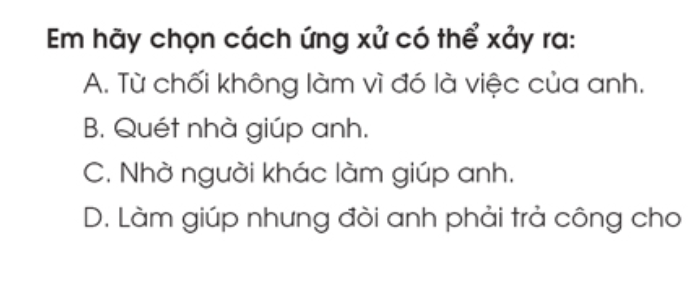 Em hãy chọn cách ứng xử có thể xảy ra:
A. Từ chối không làm vì đó là việc của anh.
B. Quét nhà giúp anh.
C. Nhờ người khác làm giúp anh.
D. Làm giúp nhưng đòi anh phải trả công cho